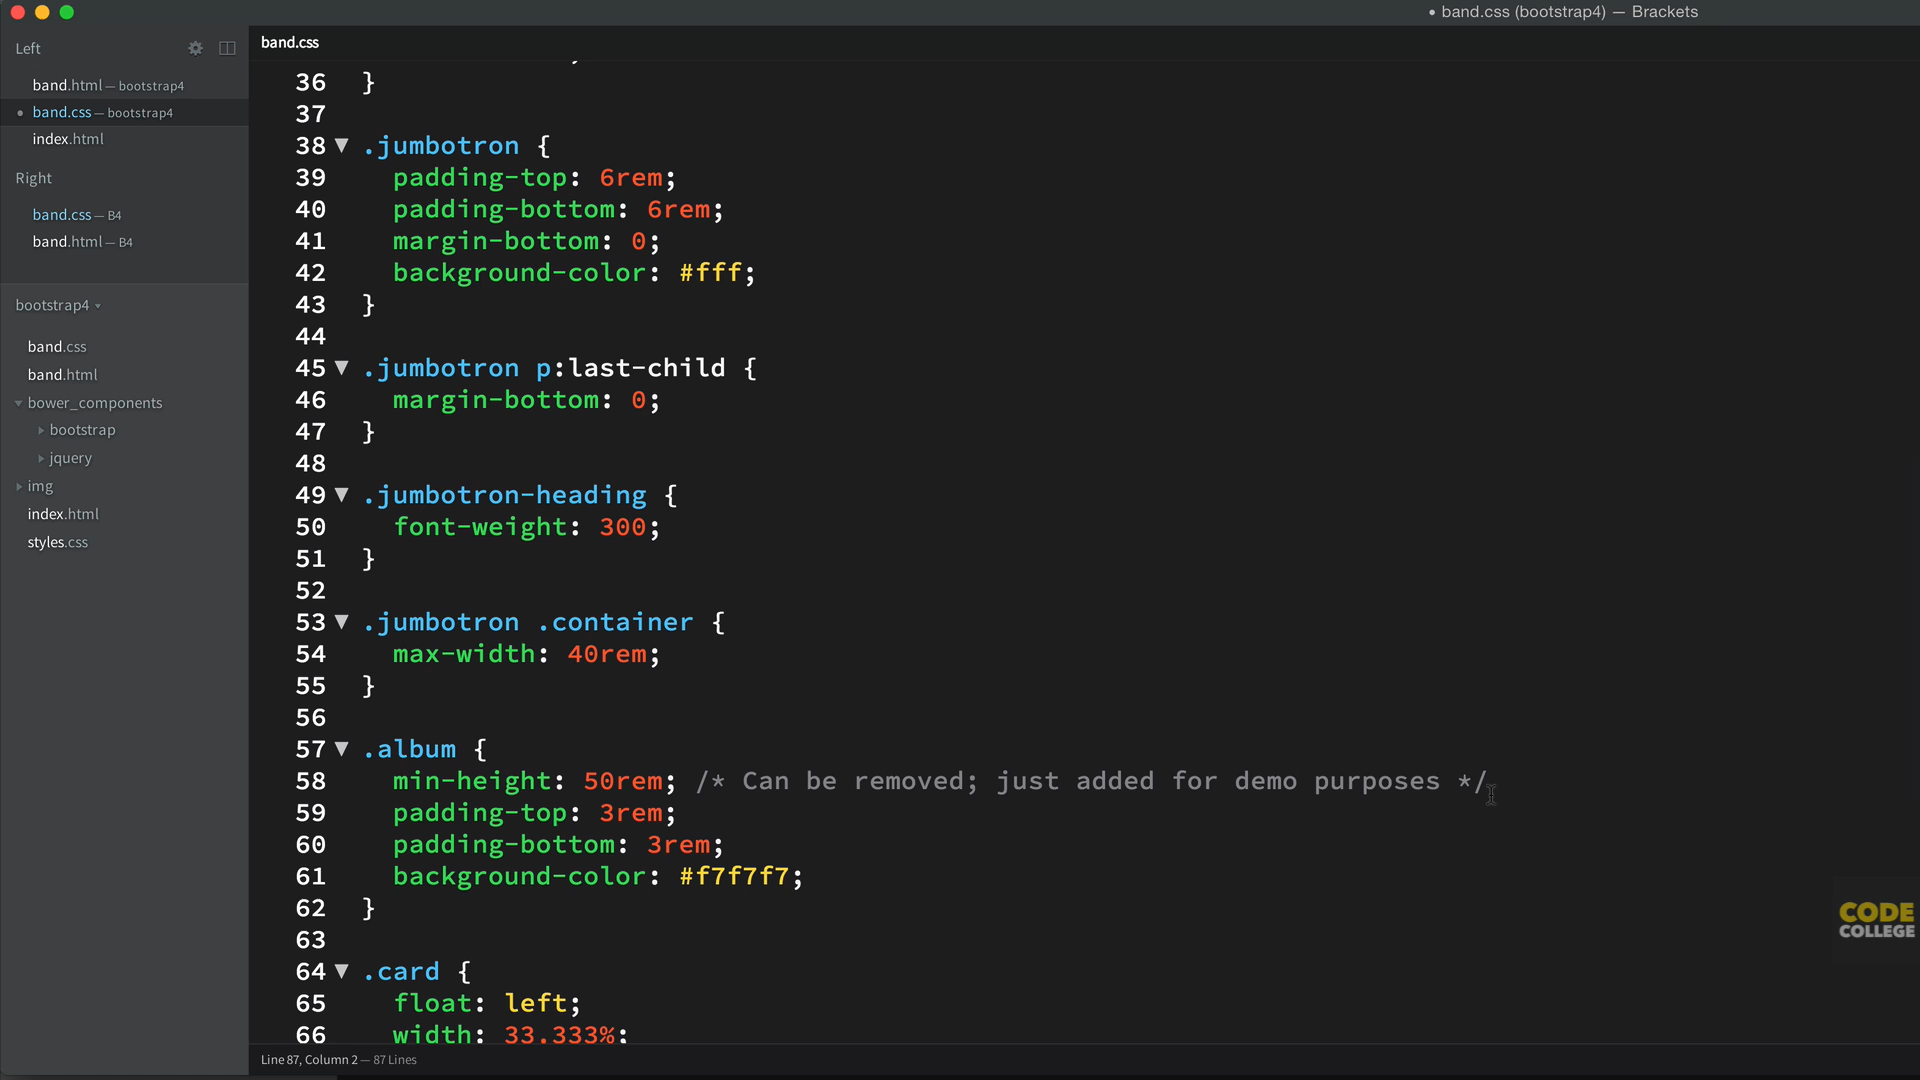 • band.css (bootstrap4) — Brackets
Left
band.html — bootstrap4
• band.css — bootstrap4
index.html
Right
band.css — B4
band.html — B4
bootstrap4
band.css
band.html
bower_components
bootstrap
jquery
img
index.html
styles.css
band.css
36 }
37
38 .jumbotron {
39 padding-top: 6rem;
40 padding-bottom: 6rem;
41 margin-bottom: 0;
42 background-color: #fff;
43 }
44
45 .jumbotron p:last-child {
46 margin-bottom: 0;
47 }
48
49 .jumbotron-heading {
50 font-weight: 300;
51 }
52
53 .jumbotron .container {
54 max-width: 40rem;
55 }
56
57 .album {
58 min-height: 50rem; /* Can be removed; just added for demo purposes */
59 padding-top: 3rem;
60 padding-bottom: 3rem;
61 background-color: #f7f7f7;
62 }
63
64 .card {
65 float: left;
66 width: 33.333%;
Line 87, Column 2 — 87 Lines
CODE
COLLEGE